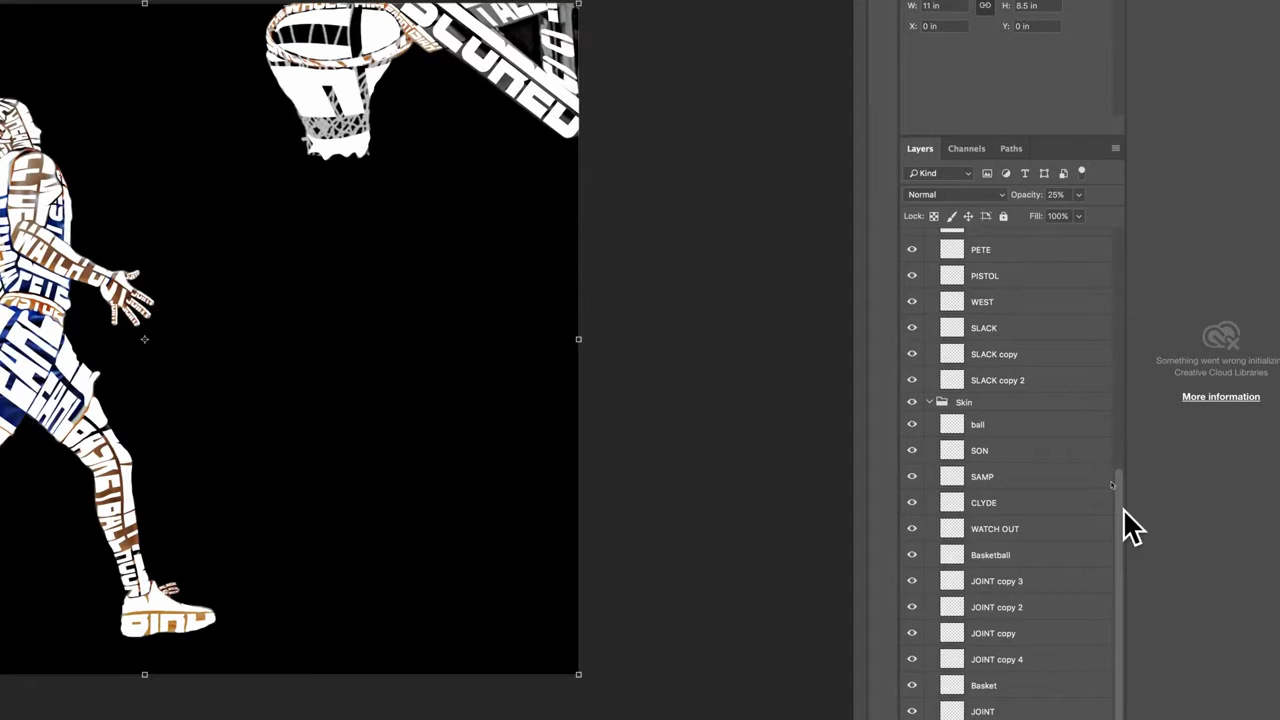 W: 11 in H: 8.5 in
X: 0 in Y: 0 in
Layers Channels Paths
Kind
Normal Opacity: 25%
Lock: Fill: 100%
PETE
PISTOL
WEST
SLACK
SLACK copy
SLACK copy 2
Skin
ball
SON
SAMP
CLYDE
WATCH OUT
Basketball
JOINT copy 3
JOINT copy 2
JOINT copy
JOINT copy 4
Basket
JOINT
Something went wrong initializing
Creative Cloud Libraries
More information
WATCH OUT
PETE